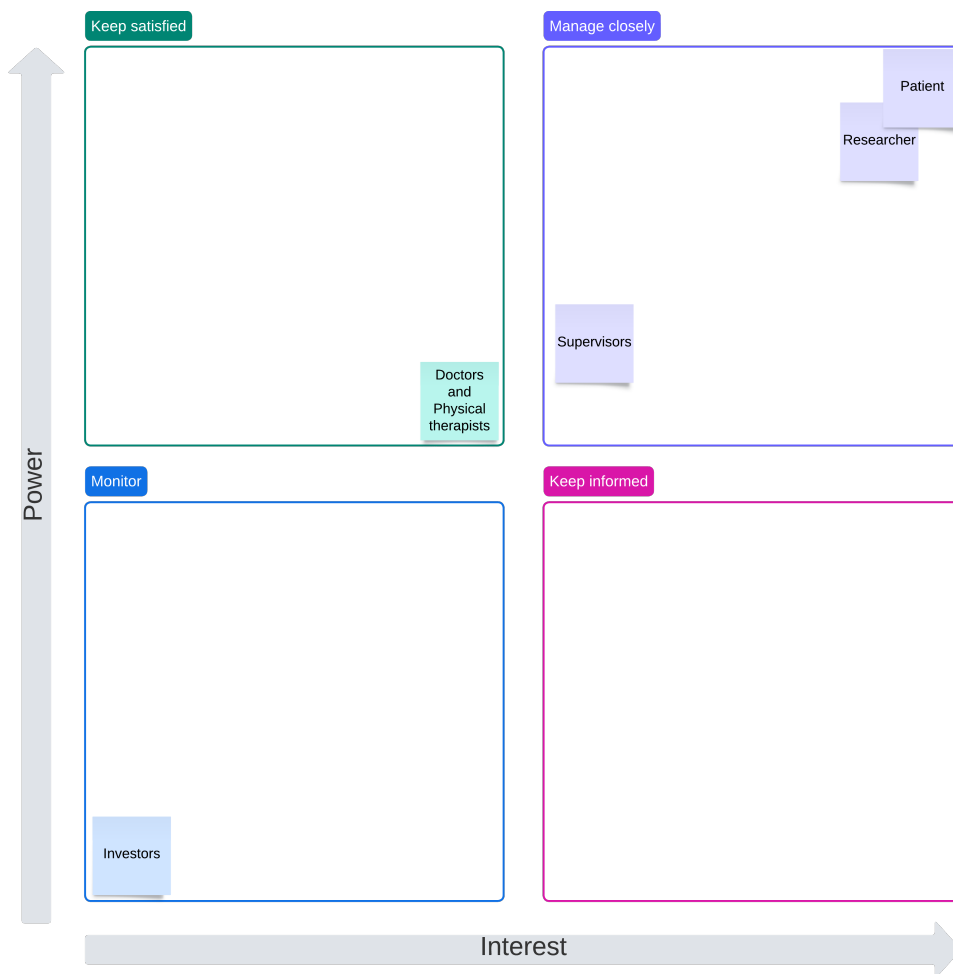 Keep satisfied
Manage closely
Patient
Researcher
Supervisors
Doctors
and
Physical
therapists
Power
Monitor
Keep informed
Investors
Interest